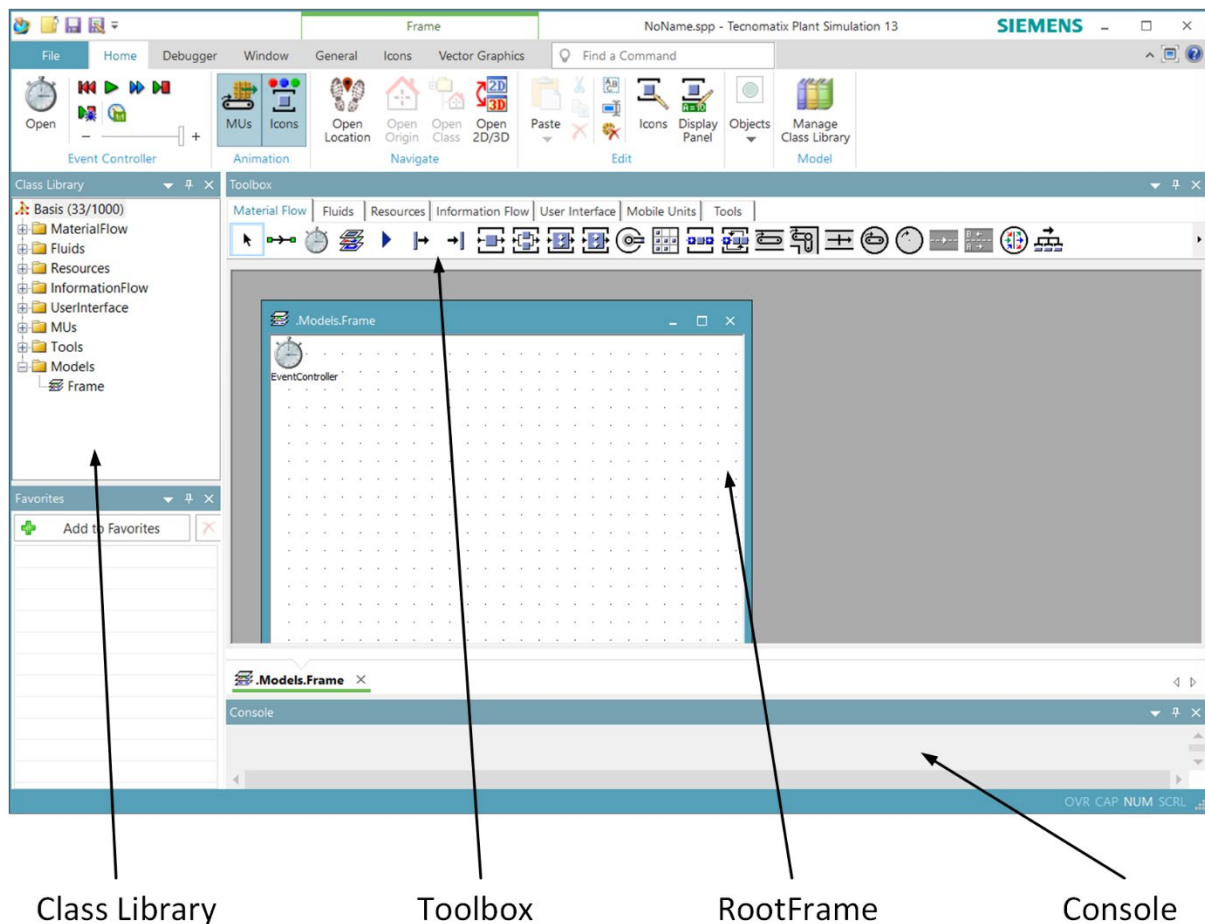 Frame
NoName.spp - Tecnomatix Plant Simulation 13
SIEMENS
File Home Debugger Window General Icons Vector Graphics Find a Command
Open
MUs Icons
Open Location
Open Origin
Open Class
Open 2D/3D
2D
3D
Paste
Icons
Display Panel
Objects
Manage Class Library
Event Controller Animation Navigate Edit Model
Class Library
Toolbox
Basis (33/1000)
MaterialFlow
Fluids
Resources
InformationFlow
UserInterface
MUs
Tools
Models
Frame
Material Flow Fluids Resources Information Flow User Interface Mobile Units Tools
.Models.Frame
EventController
Favorites
Add to Favorites
.Models.Frame
Console
OVR CAP NUM SCRL
Class Library Toolbox RootFrame Console